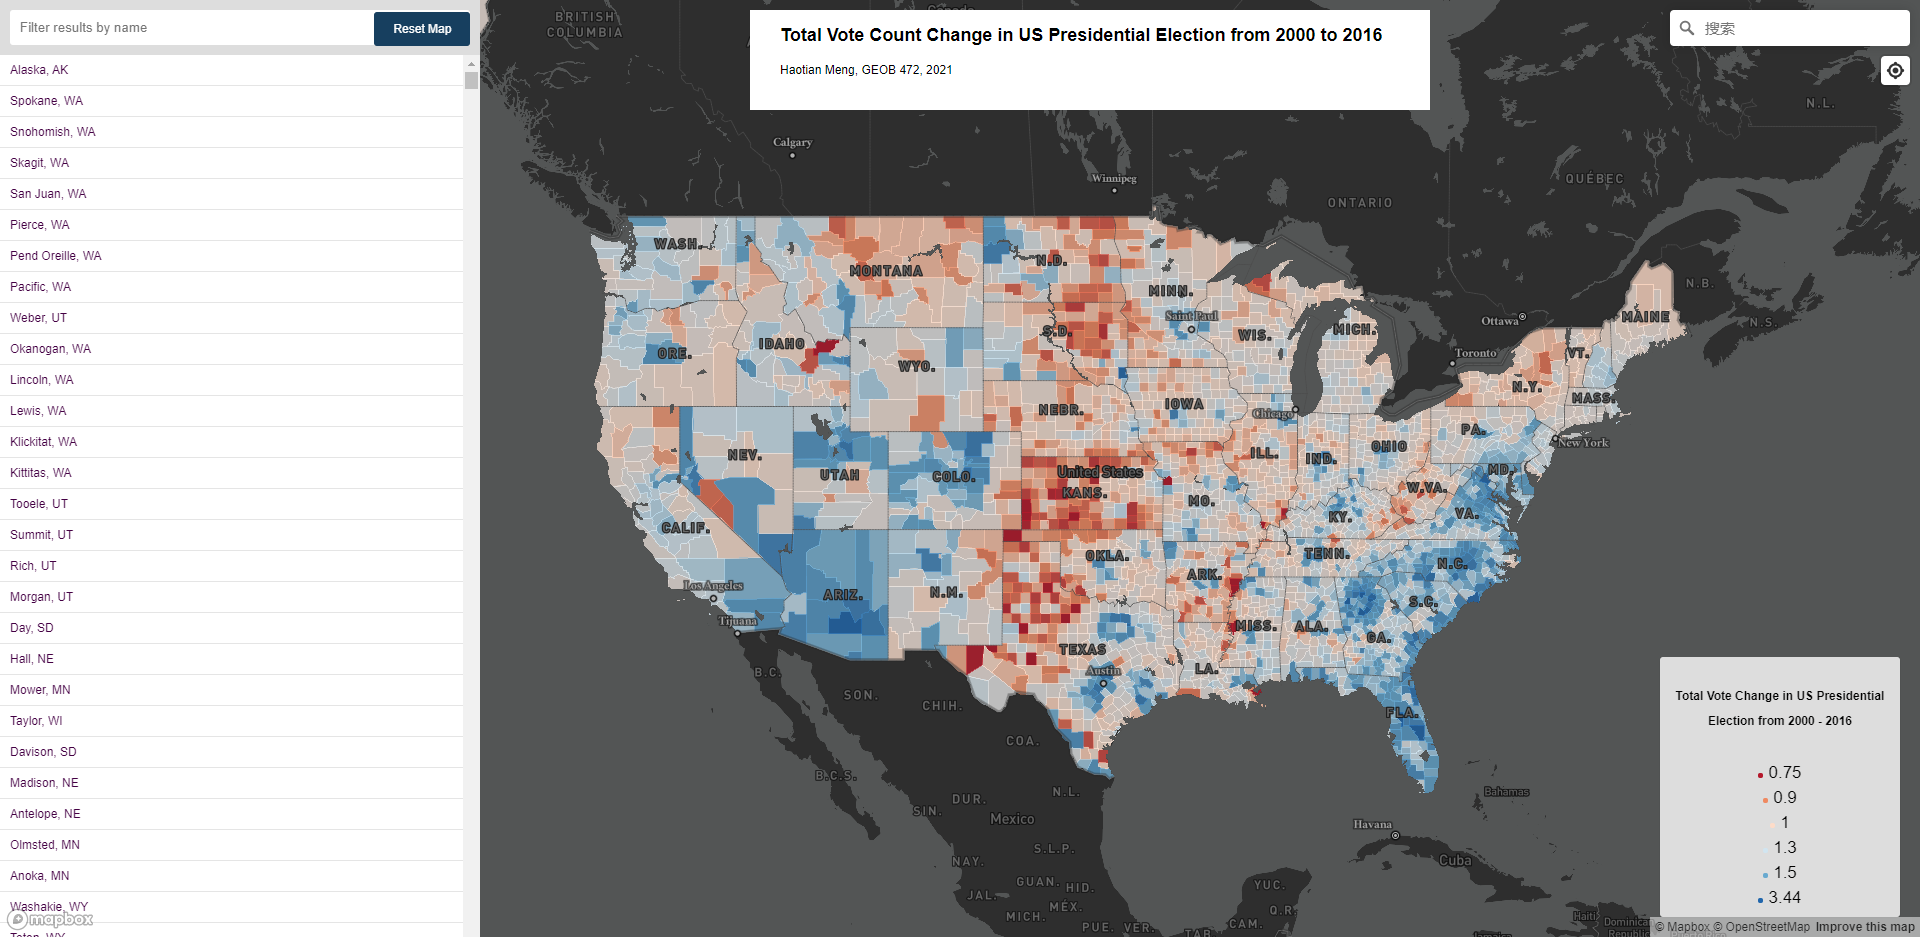 Filter results by name
Reset Map
Alaska, AK
Spokane, WA
Snohomish, WA
Skagit, WA
San Juan, WA
Pierce, WA
Pend Oreille, WA
Pacific, WA
Weber, UT
Okanogan, WA
Lincoln, WA
Lewis, WA
Klickitat, WA
Kittitas, WA
Tooele, UT
Summit, UT
Rich, UT
Morgan, UT
Day, SD
Hall, NE
Mower, MN
Taylor, WI
Davison, SD
Madison, NE
Antelope, NE
Olmsted, MN
Anoka, MN
Washakie, WY
Teton, WY
mapbox
Total Vote Count Change in US Presidential Election from 2000 to 2016
Haotian Meng, GEOB 472, 2021
搜索
BRITISH
COLUMBIA
Canada
N.L.
Calgary
Winnipeg
QUÉBEC
ONTARIO
WASH.
N.D.
MONTANA
MINN.
N.B.
Saint Paul
MAINE
Ottawa
N.S.
S.D.
WIS.
MICH.
IDAHO
ORE.
Toronto
VT.
WYO.
N.Y.
MASS.
NEBR.
IOWA
Chicago
PA.
New York
OHIO
NEV.
ILL.
IND.
UTAH
COLO.
United States
MD.
KANS.
W.VA.
MO.
KY.
VA.
CALIF.
OKLA.
TENN.
N.C.
Los Angeles
ARIZ.
N.M.
ARK.
S.C.
Tijuana
MISS.
ALA.
GA.
TEXAS
Austin
LA.
B.C.
SON.
CHIH.
FLA.
COA.
B.C.S.
SIN.
DUR.
N.L.
Bahamas
Mexico
Havana
S.L.P.
Cuba
NAY.
GUAN.
HID.
YUC.
JAL.
MÉX.
Q.R.
MICH.
PUE.
VER.
CAM.
TAB.
Haiti
Dominican
Republic
Jamaica
Total Vote Change in US Presidential
Election from 2000 - 2016
0.75
0.9
1
1.3
1.5
3.44
© Mapbox © OpenStreetMap Improve this map